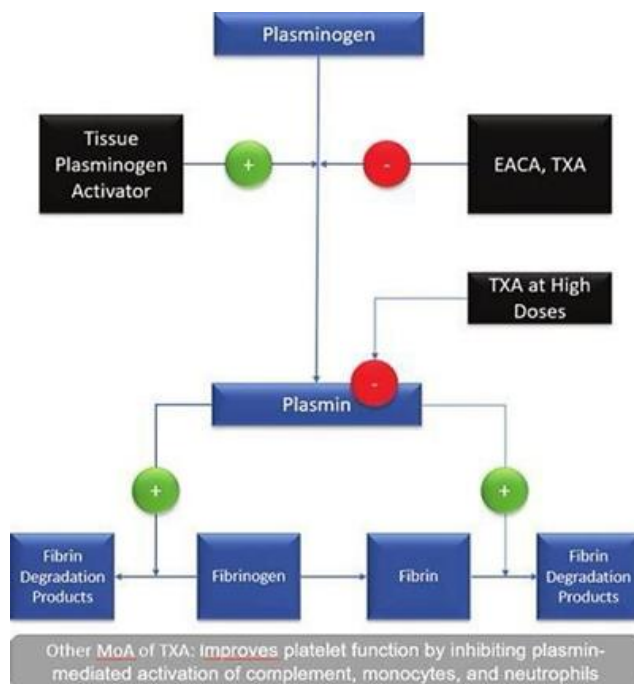 Plasminogen
Tissue
Plasminogen
Activator
+
-
EACA, TXA
TXA at High
Doses
-
Plasmin
+
+
Fibrin
Degradation
Products
Fibrinogen
Fibrin
Fibrin
Degradation
Products
Other MoA of TXA: Improves platelet function by inhibiting plasmin-
mediated activation of complement, monocytes, and neutrophils